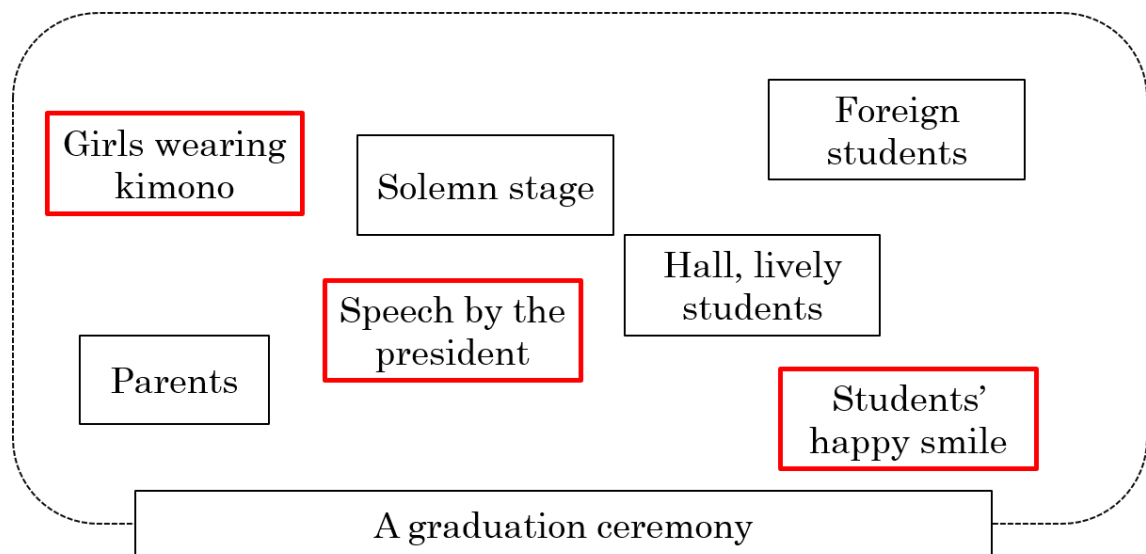 Girls wearing
kimono
Solemn stage
Foreign
students
Hall, lively
students
Speech by the
president
Parents
Students’
happy smile
A graduation ceremony